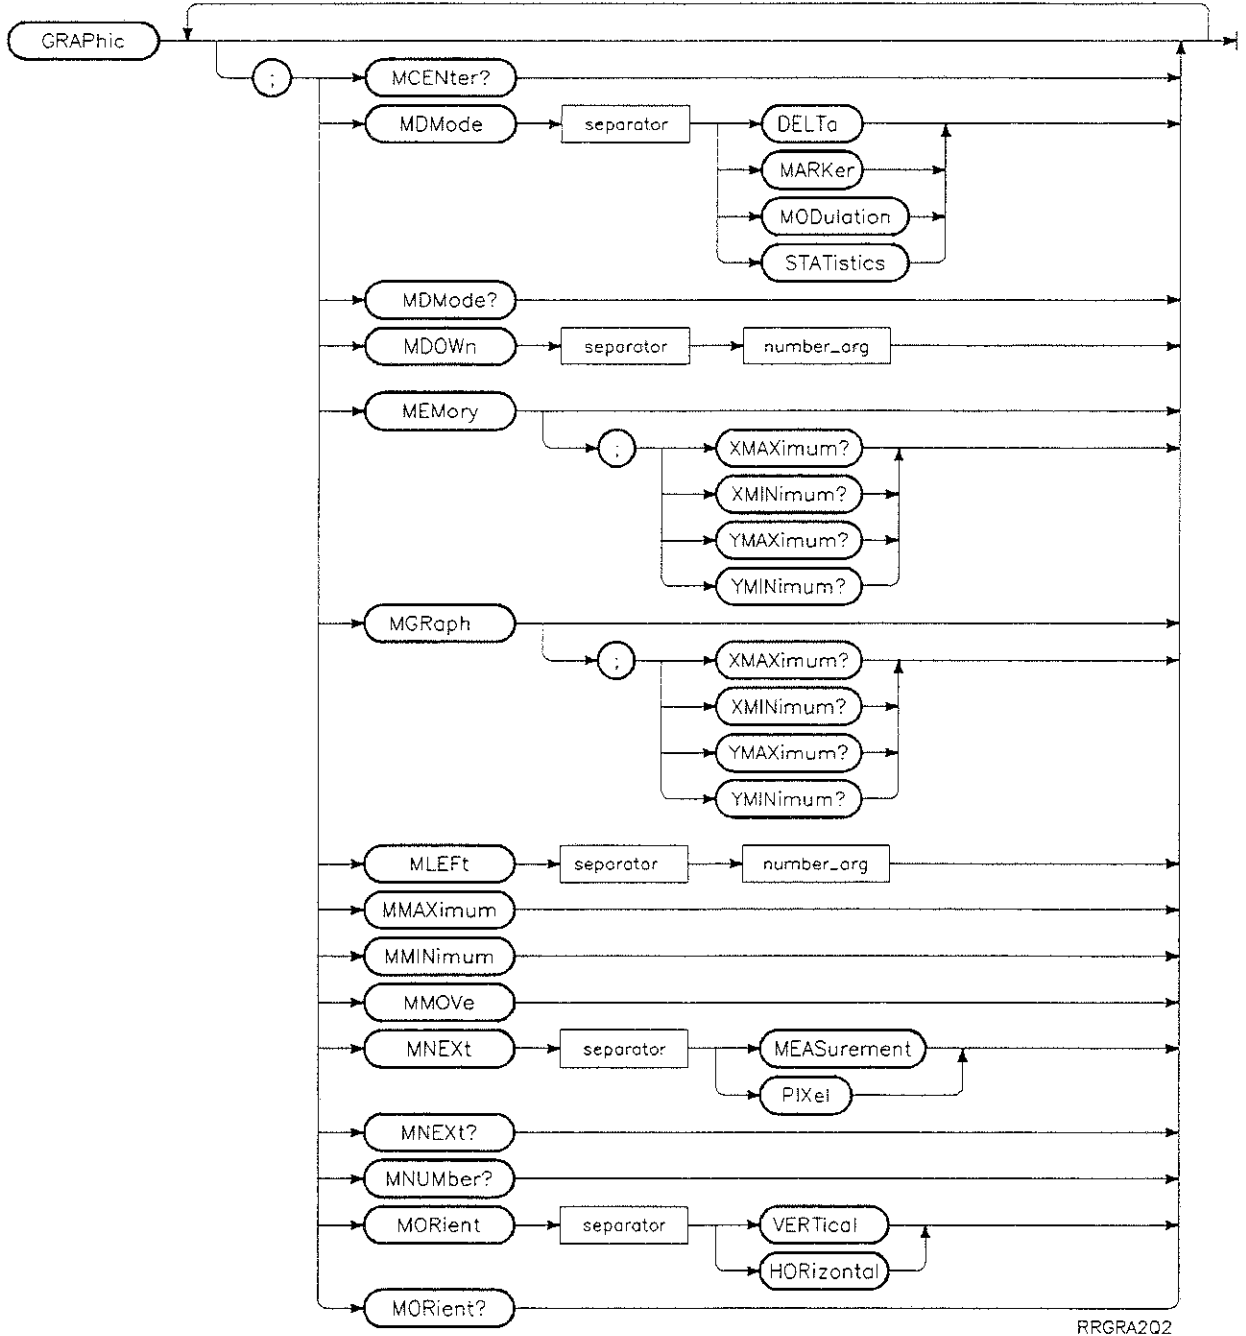 GRAPhic
; MCENter?
MDMode separator DELTa
MARKer
MODulation
STATistics
MDMode?
MDOWn separator number_arg
MEMory
; XMAXimum?
XMINimum?
YMAXimum?
YMINimum?
MGRaph
; XMAXimum?
XMINimum?
YMAXimum?
YMINimum?
MLEFt separator number_arg
MMAXimum
MMINimum
MMOVe
MNEXt separator MEASurement
PIXel
MNEXt?
MNUMber?
MORient separator VERTical
HORizontal
MORient?
RRGRA2Q2